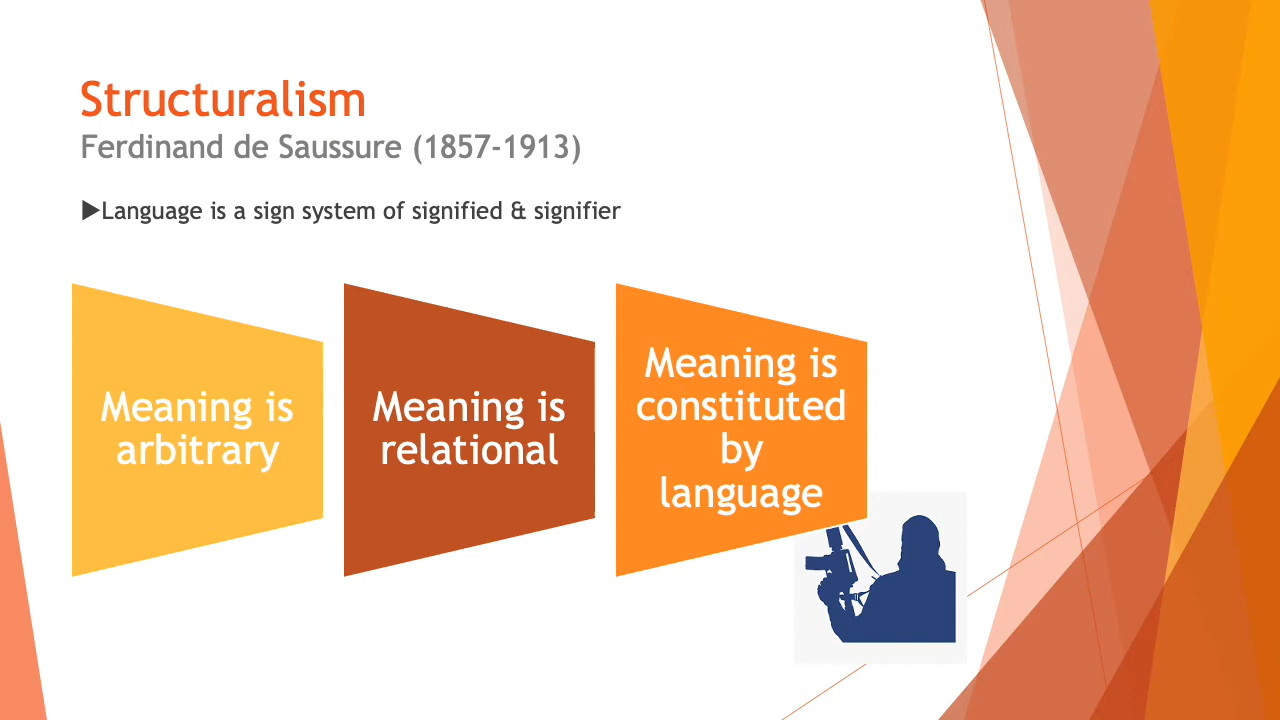 Structuralism
Ferdinand de Saussure (1857-1913)
▶Language is a sign system of signified & signifier
Meaning is
arbitrary
Meaning is
relational
Meaning is
constituted
by
language